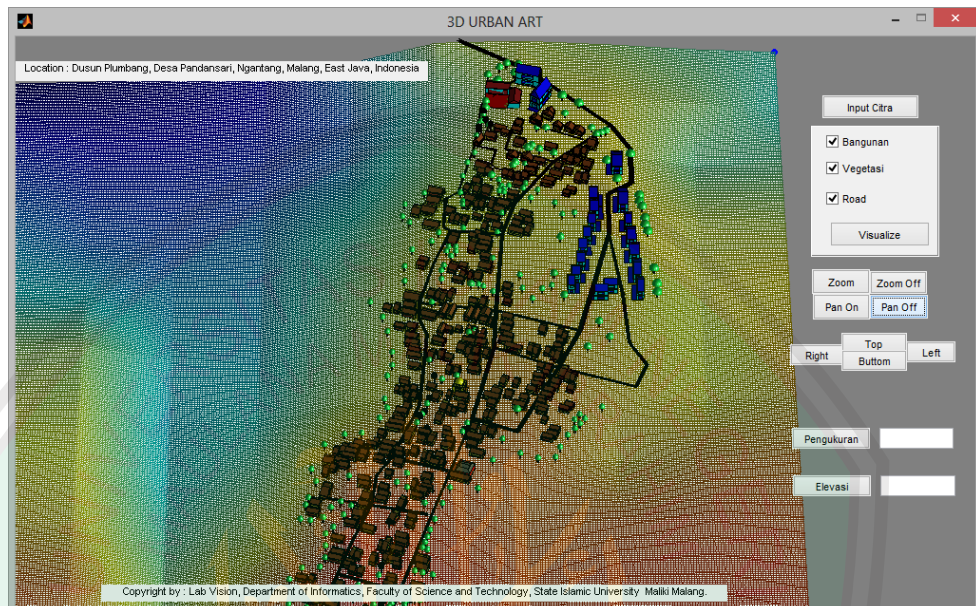 3D URBAN ART
Location : Dusun Plumbang, Desa Pandansari, Ngantang, Malang, East Java, Indonesia
Input Citra
Bangunan
Vegetasi
Road
Visualize
Zoom Zoom Off
Pan On Pan Off
Top
Right Left
Buttom
Pengukuran
Elevasi
Copyright by : Lab Vision, Department of Informatics, Faculty of Science and Technology, State Islamic University Maliki Malang.